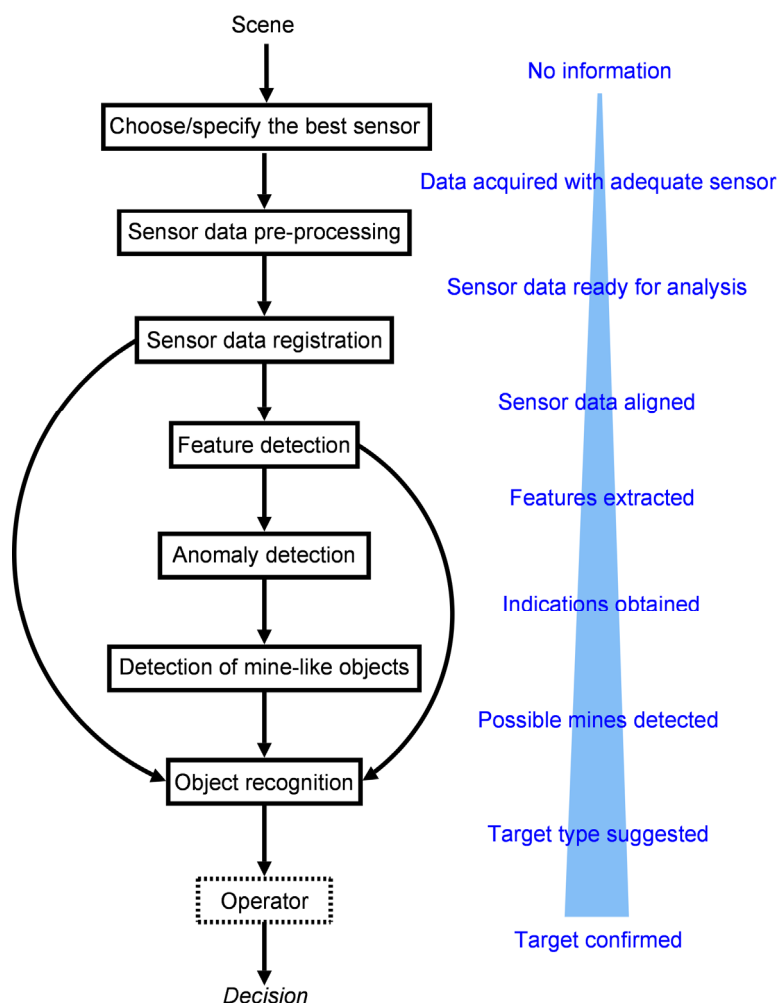 Scene
No information
Choose/specify the best sensor
Data acquired with adequate sensor
Sensor data pre-processing
Sensor data ready for analysis
Sensor data registration
Sensor data aligned
Feature detection
Features extracted
Anomaly detection
Indications obtained
Detection of mine-like objects
Possible mines detected
Object recognition
Target type suggested
Operator
Target confirmed
Decision